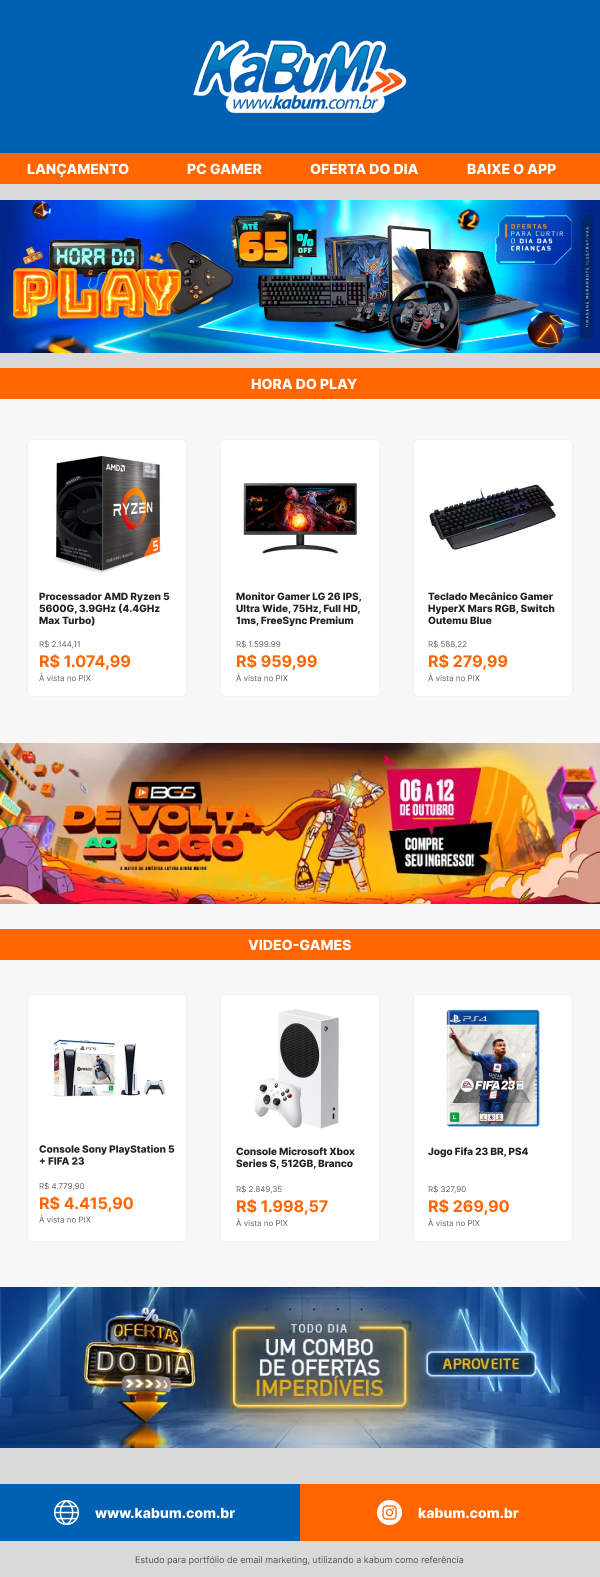 KaBuM!
www.kabum.com.br
LANÇAMENTO PC GAMER OFERTA DO DIA BAIXE O APP
HORA DO
PLAY
ATÉ
65% OFF
OFERTAS
PARA CURTIR
O DIA DAS
CRIANÇAS
*IMAGENS MERAMENTE ILUSTRATIVAS
HORA DO PLAY
AMD
RYZEN
5
Processador AMD Ryzen 5
5600G, 3.9GHz (4.4GHz
Max Turbo)
R$ 2.144,11
R$ 1.074,99
À vista no PIX
Monitor Gamer LG 26 IPS,
Ultra Wide, 75Hz, Full HD,
1ms, FreeSync Premium
R$ 1.599.99
R$ 959,99
À vista no PIX
Teclado Mecânico Gamer
HyperX Mars RGB, Switch
Outemu Blue
R$ 588,22
R$ 279,99
À vista no PIX
BGS
DE VOLTA
AO JOGO
06 A 12
DE OUTUBRO
COMPRE
SEU INGRESSO!
VIDEO-GAMES
Console Sony PlayStation 5
+ FIFA 23
R$ 4.779,90
R$ 4.415,90
À vista no PIX
Console Microsoft Xbox
Series S, 512GB, Branco
R$ 2.849,35
R$ 1.998,57
À vista no PIX
PS4
FIFA 23
L
Jogo Fifa 23 BR, PS4
R$ 327,90
R$ 269,90
À vista no PIX
%
OFERTAS
DO DIA
TODO DIA
UM COMBO
DE OFERTAS
IMPERDÍVEIS
APROVEITE
www.kabum.com.br
kabum.com.br
Estudo para portfólio de email marketing, utilizando a kabum como referência